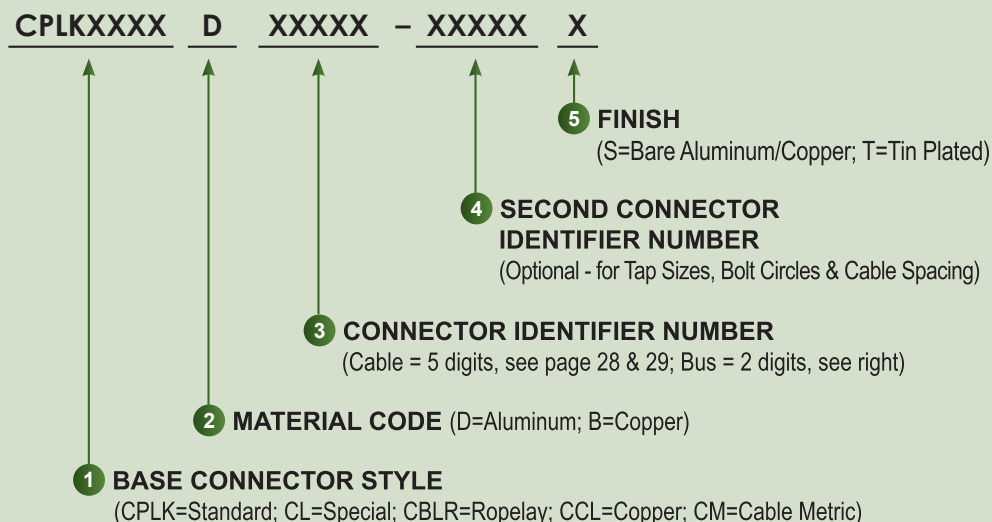 CPLKXXXX D XXXXX – XXXXX X
5 FINISH
(S=Bare Aluminum/Copper; T=Tin Plated)
4 SECOND CONNECTOR
IDENTIFIER NUMBER
(Optional - for Tap Sizes, Bolt Circles & Cable Spacing)
3 CONNECTOR IDENTIFIER NUMBER
(Cable = 5 digits, see page 28 & 29; Bus = 2 digits, see right)
2 MATERIAL CODE (D=Aluminum; B=Copper)
1 BASE CONNECTOR STYLE
(CPLK=Standard; CL=Special; CBLR=Ropelay; CCL=Copper; CM=Cable Metric)